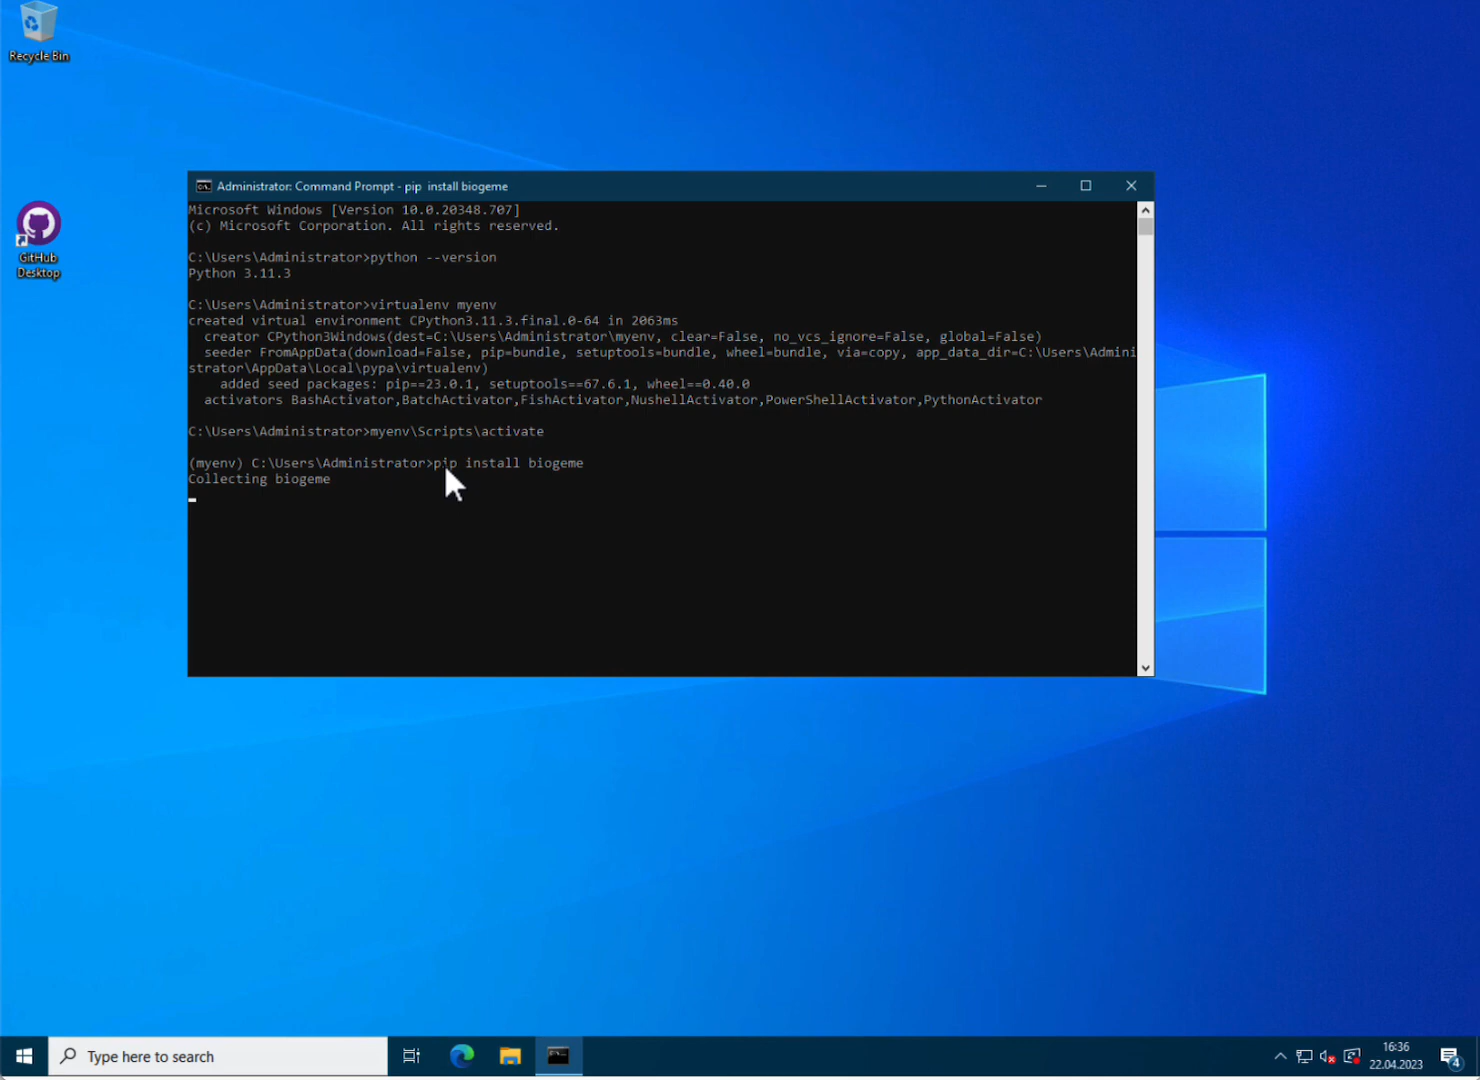 Recycle Bin
GitHub
Desktop
Administrator: Command Prompt - pip  install biogeme
Microsoft Windows [Version 10.0.20348.707]
(c) Microsoft Corporation. All rights reserved.
C:\Users\Administrator>python --version
Python 3.11.3
C:\Users\Administrator>virtualenv myenv
created virtual environment CPython3.11.3.final.0-64 in 2063ms
  creator CPython3Windows(dest=C:\Users\Administrator\myenv, clear=False, no_vcs_ignore=False, global=False)
  seeder FromAppData(download=False, pip=bundle, setuptools=bundle, wheel=bundle, via=copy, app_data_dir=C:\Users\Admini
strator\AppData\Local\pypa\virtualenv)
    added seed packages: pip==23.0.1, setuptools==67.6.1, wheel==0.40.0
  activators BashActivator,BatchActivator,FishActivator,NushellActivator,PowerShellActivator,PythonActivator
C:\Users\Administrator>myenv\Scripts\activate
(myenv) C:\Users\Administrator>pip install biogeme
Collecting biogeme
Type here to search
16:36
22.04.2023
4